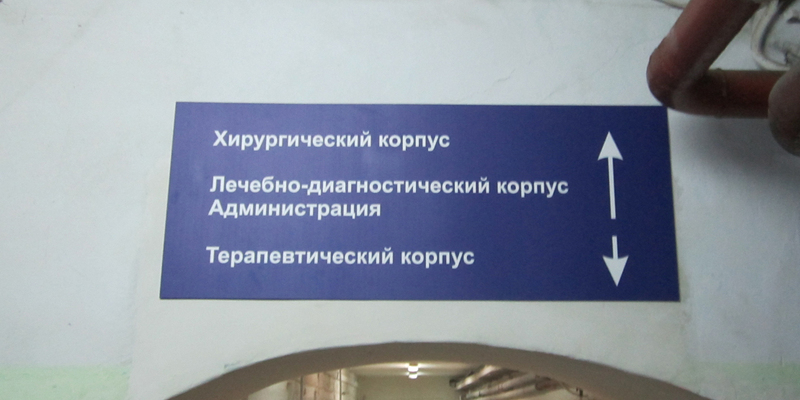 Хирургический корпус
Лечебно-диагностический корпус
Администрация
Терапевтический корпус